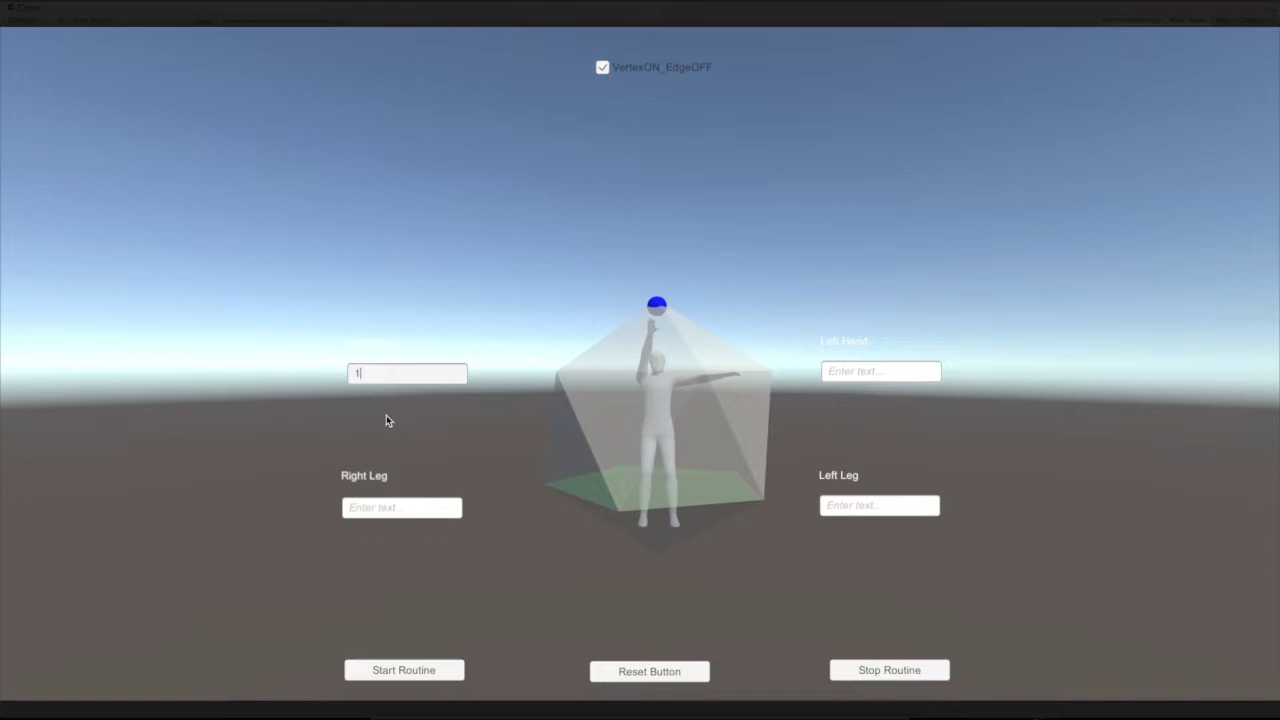 VertexON_EdgeOFF
Left Hand
1
Enter text...
Right Leg
Left Leg
Enter text...
Enter text...
Start Routine
Reset Button
Stop Routine